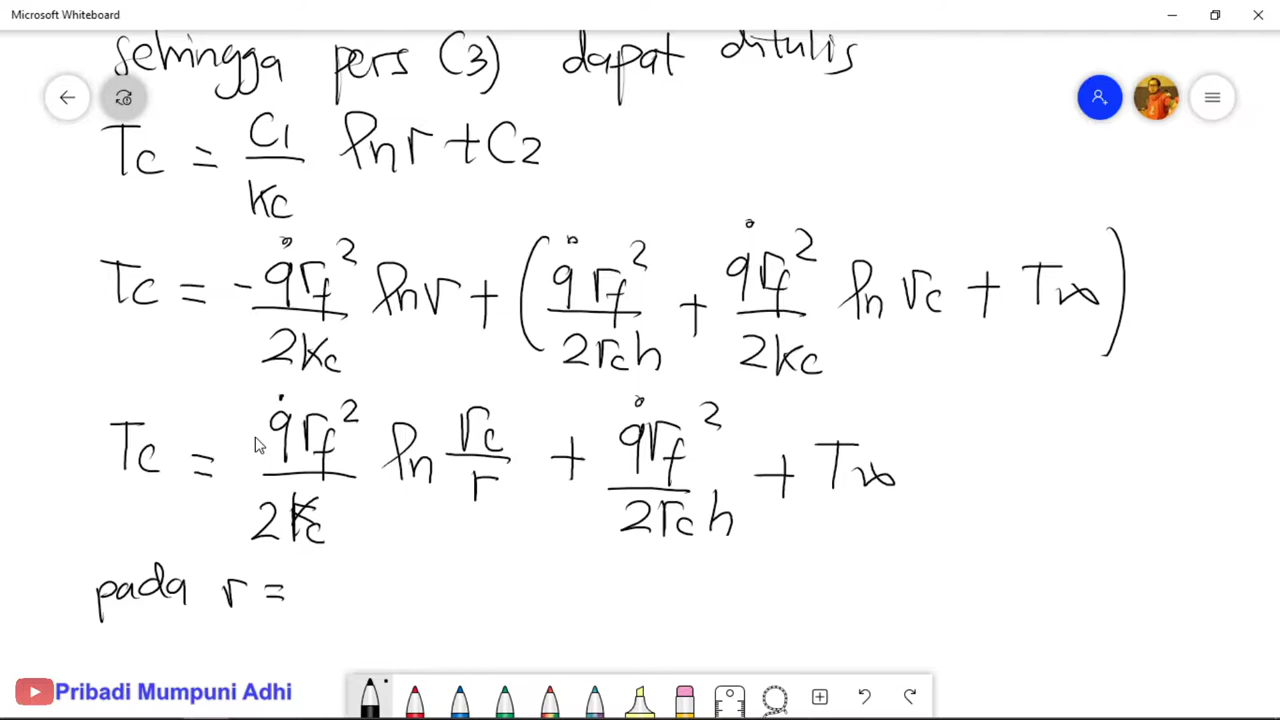 Microsoft Whiteboard
sehingga pers (3) dapat ditulis
Tc = C1/kc ln r + C2
Tc = - q̇rf²/2kc ln r + ( q̇rf²/2rch + q̇rf²/2kc ln rc + T∞ )
Tc = q̇rf²/2kc ln rc/r + q̇rf²/2rch + T∞
pada r =
Pribadi Mumpuni Adhi